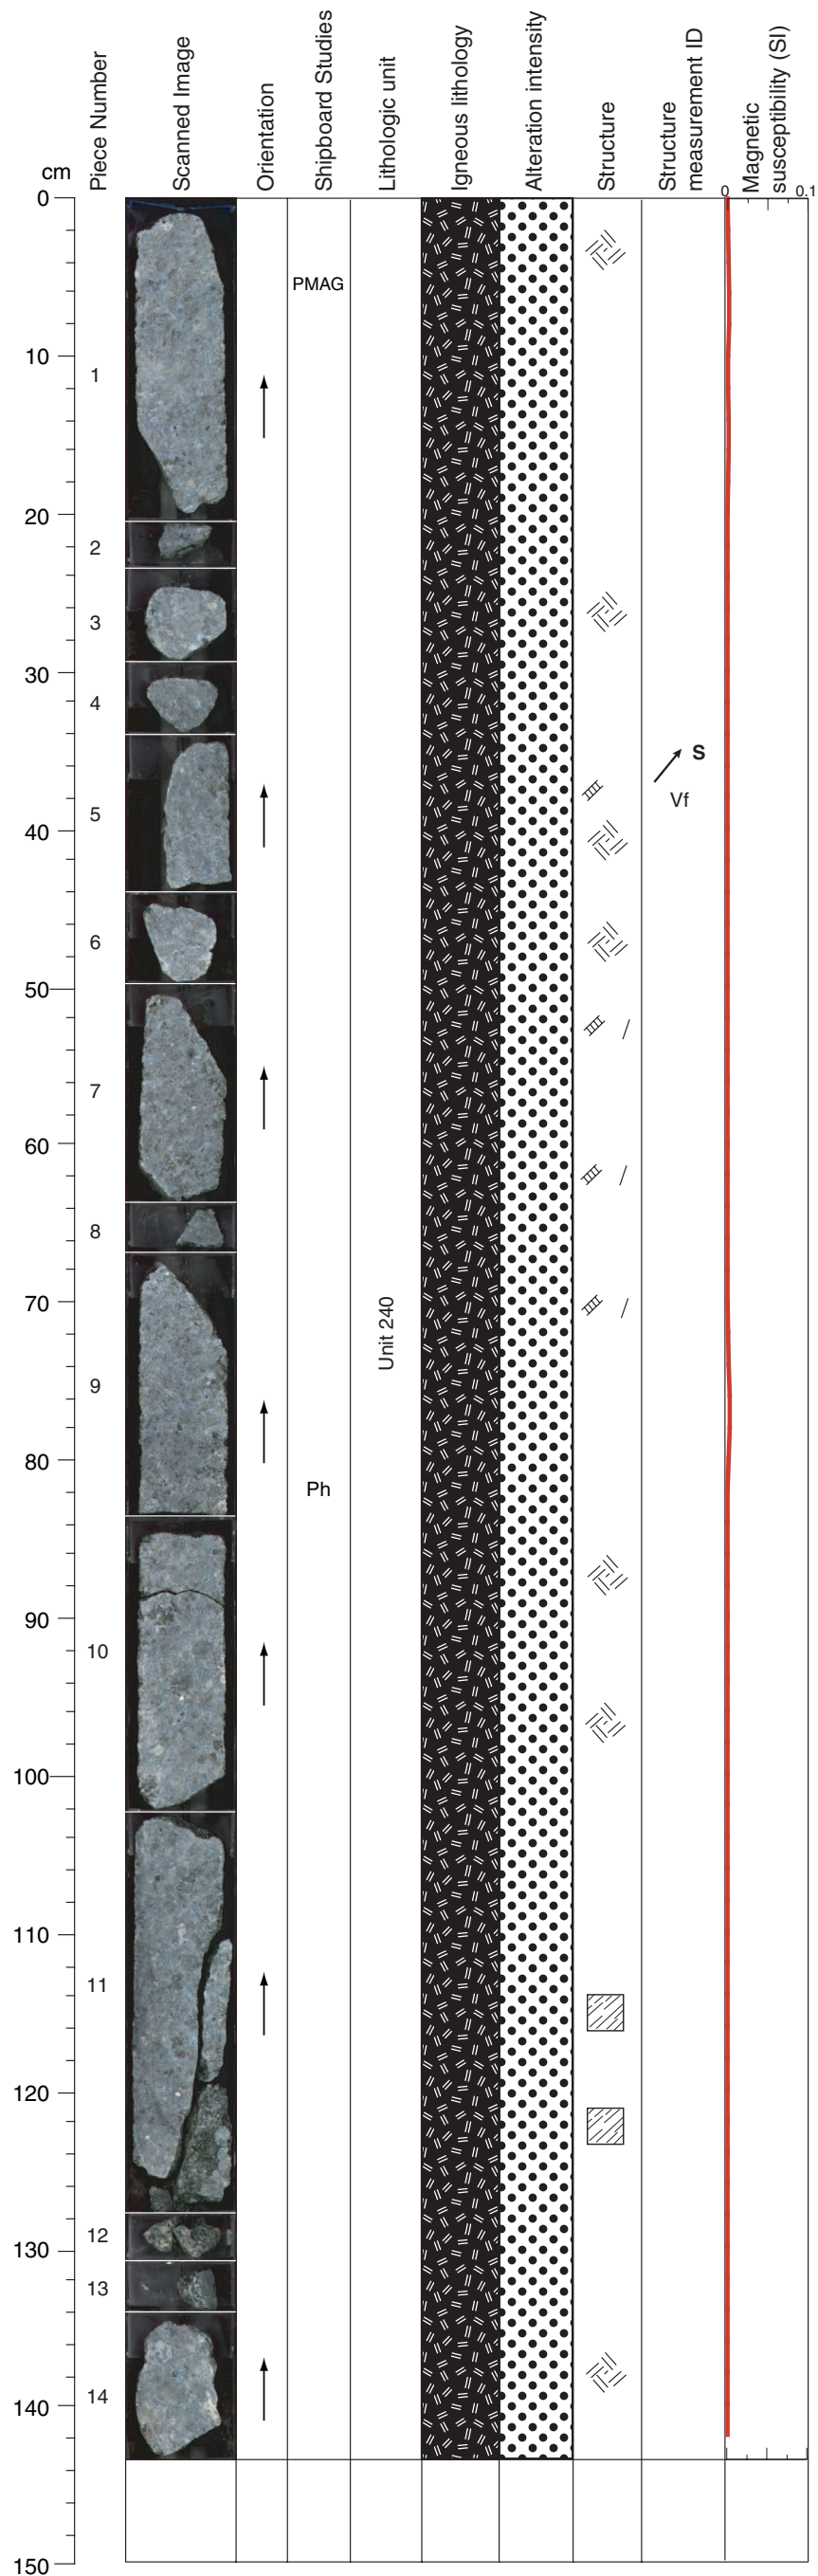 cm
Piece Number
Scanned Image
Orientation
Shipboard Studies
Lithologic unit
Igneous lithology
Alteration intensity
Structure
Structure
measurement ID
Magnetic
susceptibility (SI)
0 0.1
0
PMAG
10
1
20
2
3
30
4
S
Vf
5
40
6
50
7
60
8
70
Unit 240
9
80
Ph
90
10
100
110
11
120
12
130
13
14
140
150